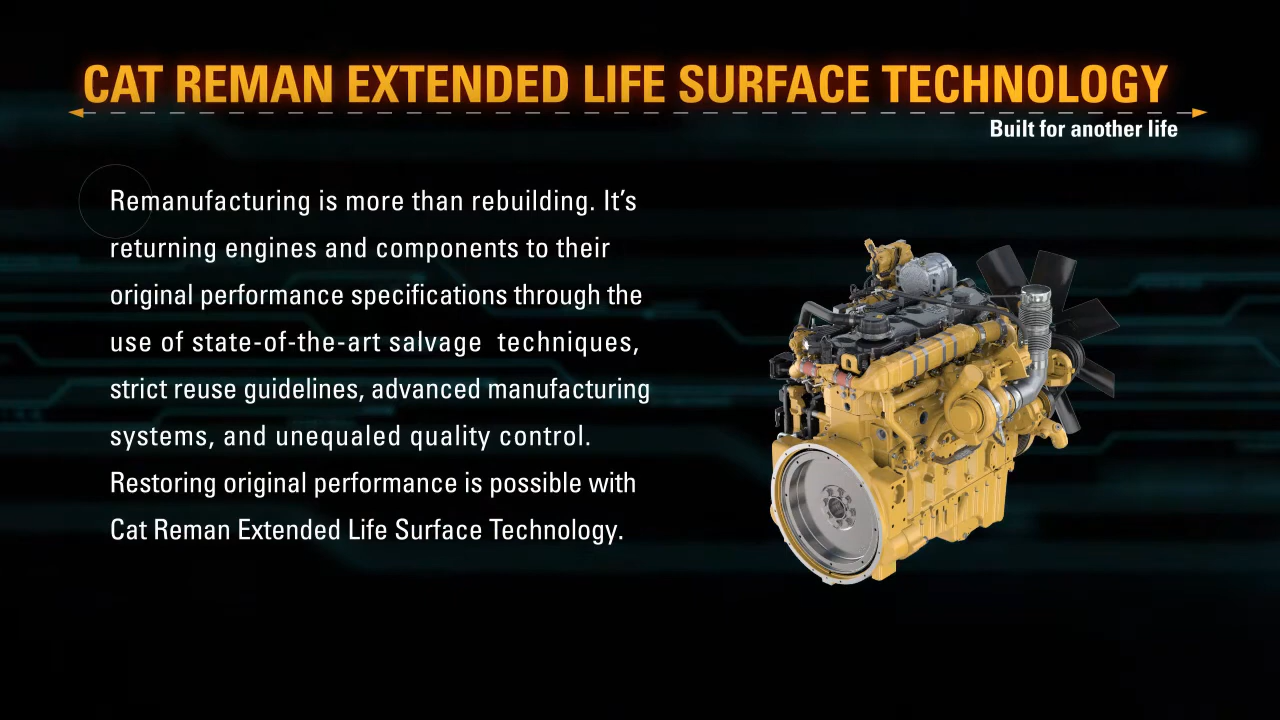 CAT REMAN EXTENDED LIFE SURFACE TECHNOLOGY
Built for another life
Remanufacturing is more than rebuilding. It’s
returning engines and components to their
original performance specifications through the
use of state-of-the-art salvage  techniques,
strict reuse guidelines, advanced manufacturing
systems, and unequaled quality control.
Restoring original performance is possible with
Cat Reman Extended Life Surface Technology.